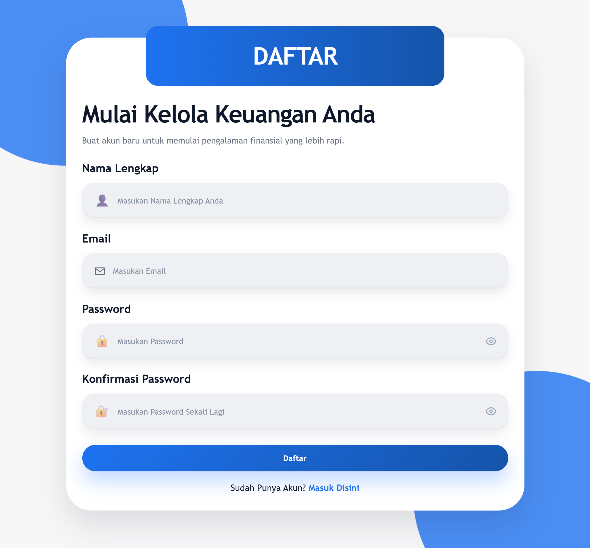 DAFTAR
Mulai Kelola Keuangan Anda
Buat akun baru untuk memulai pengalaman finansial yang lebih rapi.
Nama Lengkap
Masukan Nama Lengkap Anda
Email
Masukan Email
Password
Masukan Password
Konfirmasi Password
Masukan Password Sekali Lagi
Daftar
Sudah Punya Akun? Masuk Disini